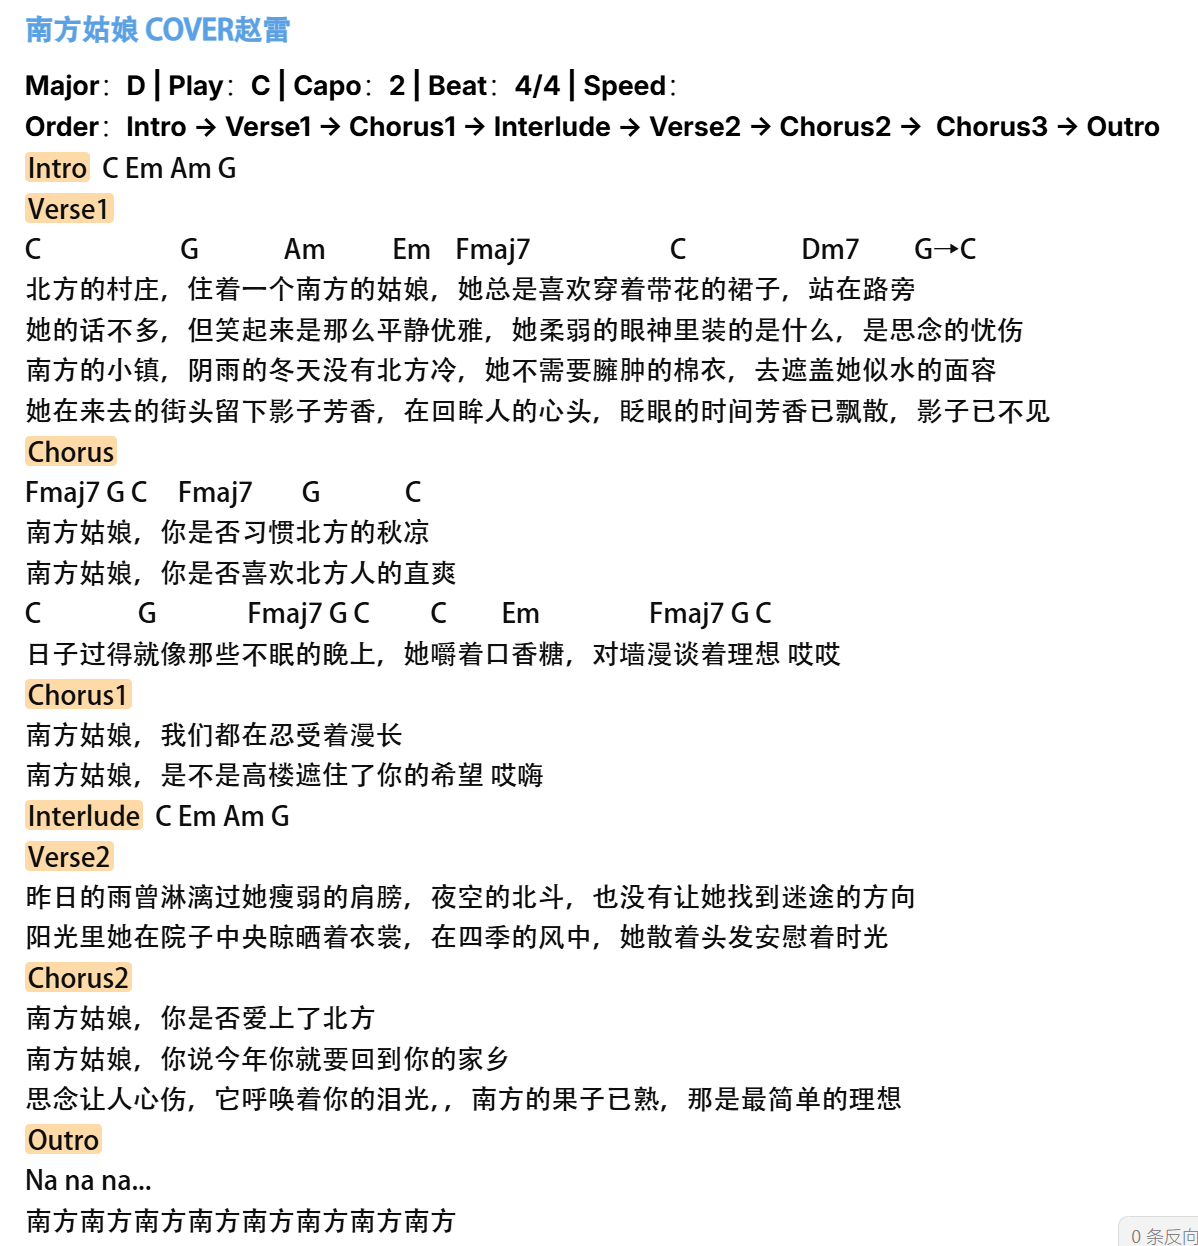 南方姑娘 COVER赵雷
Major：D | Play：C | Capo：2 | Beat：4/4 | Speed：
Order：Intro → Verse1 → Chorus1 → Interlude → Verse2 → Chorus2 → Chorus3 → Outro
Intro C Em Am G
Verse1
C G Am Em Fmaj7 C Dm7 G→C
北方的村庄，住着一个南方的姑娘，她总是喜欢穿着带花的裙子，站在路旁
她的话不多，但笑起来是那么平静优雅，她柔弱的眼神里装的是什么，是思念的忧伤
南方的小镇，阴雨的冬天没有北方冷，她不需要臃肿的棉衣，去遮盖她似水的面容
她在来去的街头留下影子芳香，在回眸人的心头，眨眼的时间芳香已飘散，影子已不见
Chorus
Fmaj7 G C Fmaj7 G C
南方姑娘，你是否习惯北方的秋凉
南方姑娘，你是否喜欢北方人的直爽
C G Fmaj7 G C C Em Fmaj7 G C
日子过得就像那些不眠的晚上，她嚼着口香糖，对墙漫谈着理想 哎哎
Chorus1
南方姑娘，我们都在忍受着漫长
南方姑娘，是不是高楼遮住了你的希望 哎嗨
Interlude C Em Am G
Verse2
昨日的雨曾淋漓过她瘦弱的肩膀，夜空的北斗，也没有让她找到迷途的方向
阳光里她在院子中央晾晒着衣裳，在四季的风中，她散着头发安慰着时光
Chorus2
南方姑娘，你是否爱上了北方
南方姑娘，你说今年你就要回到你的家乡
思念让人心伤，它呼唤着你的泪光，，南方的果子已熟，那是最简单的理想
Outro
Na na na...
南方南方南方南方南方南方南方南方
0 条反向